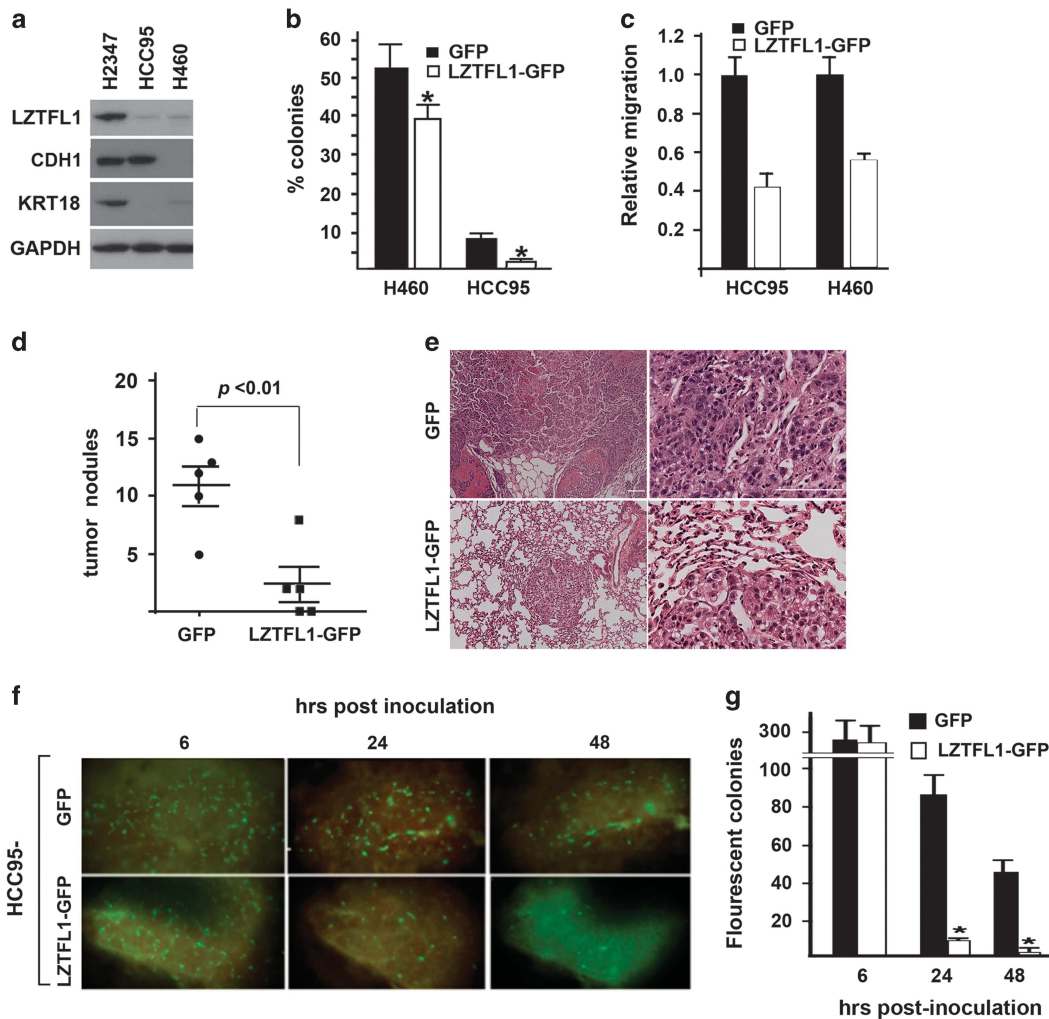 a
H2347
HCC95
H460
LZTFL1
CDH1
KRT18
GAPDH
b
% colonies
60
50
40
30
20
10
GFP
LZTFL1-GFP
*
*
H460
HCC95
c
Relative migration
1.2
1.0
0.8
0.6
0.4
0.2
GFP
LZTFL1-GFP
HCC95
H460
d
tumor nodules
20
15
10
5
p <0.01
GFP
LZTFL1-GFP
e
GFP
LZTFL1-GFP
f
hrs post inoculation
6
24
48
HCC95-
GFP
LZTFL1-GFP
g
Flourescent colonies
300
100
80
60
40
20
GFP
LZTFL1-GFP
*
*
6
24
48
hrs post-inoculation